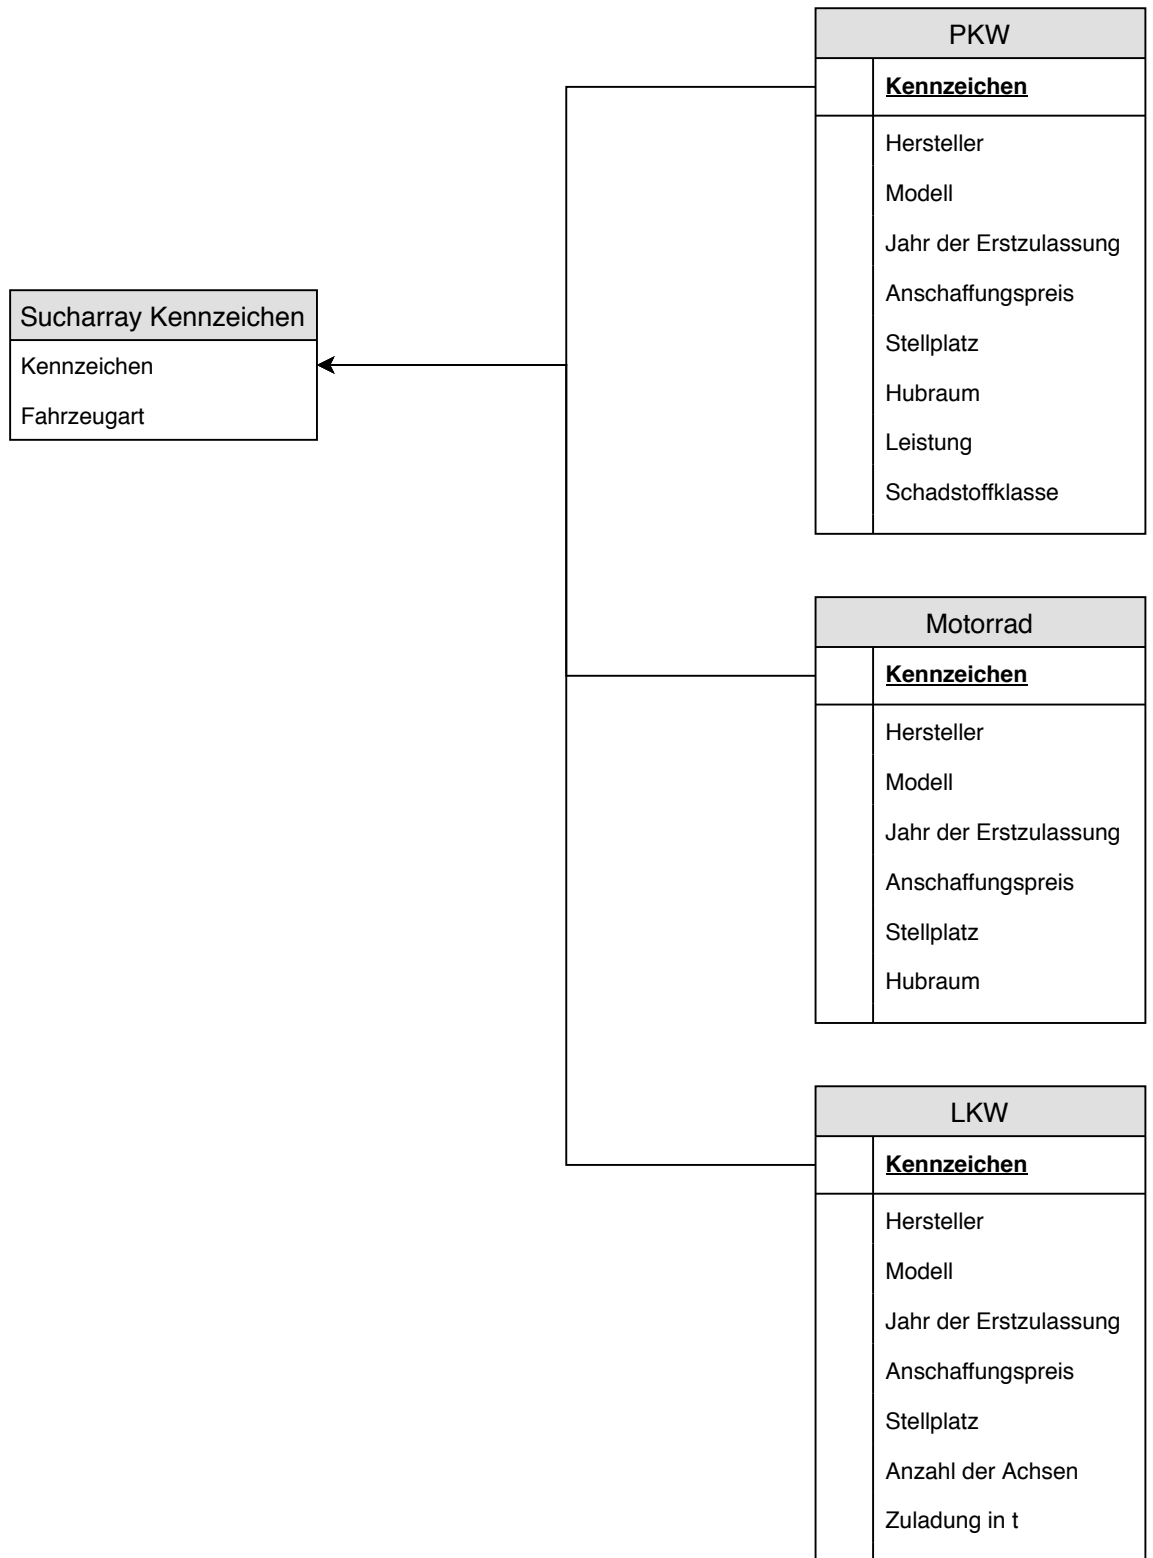 PKW
Kennzeichen
Hersteller
Modell
Jahr der Erstzulassung
Anschaffungspreis
Stellplatz
Hubraum
Leistung
Schadstoffklasse
Sucharray Kennzeichen
Kennzeichen
Fahrzeugart
Motorrad
Kennzeichen
Hersteller
Modell
Jahr der Erstzulassung
Anschaffungspreis
Stellplatz
Hubraum
LKW
Kennzeichen
Hersteller
Modell
Jahr der Erstzulassung
Anschaffungspreis
Stellplatz
Anzahl der Achsen
Zuladung in t